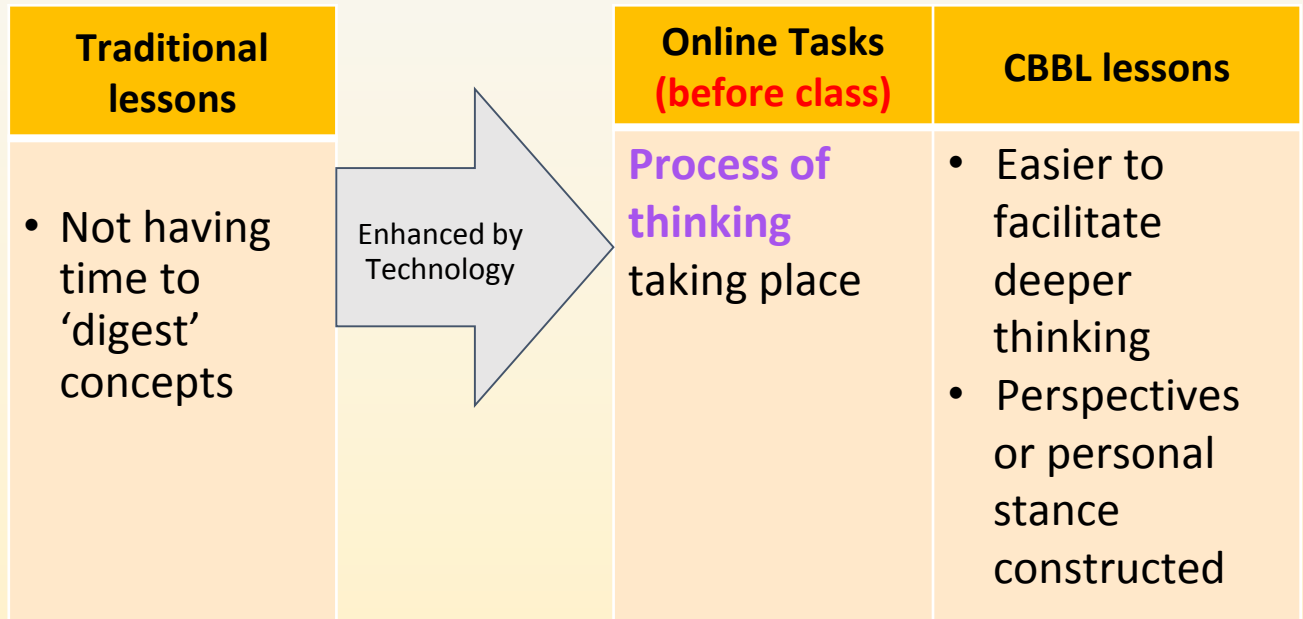 Traditional
lessons
• Not having
time to
‘digest’
concepts
Enhanced by
Technology
Online Tasks
(before class)
Process of
thinking
taking place
CBBL lessons
• Easier to
facilitate
deeper
thinking
• Perspectives
or personal
stance
constructed